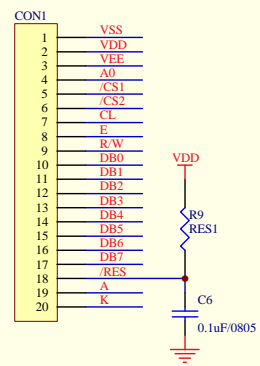 CON1
1 VSS
2 VDD
3 VEE
4 A0
5 /CS1
6 /CS2
7 CL
8 E
9 R/W
10 DB0
11 DB1
12 DB2
13 DB3
14 DB4
15 DB5
16 DB6
17 DB7
18 /RES
19 A
20 K
VDD
R9
RES1
C6
0.1uF/0805